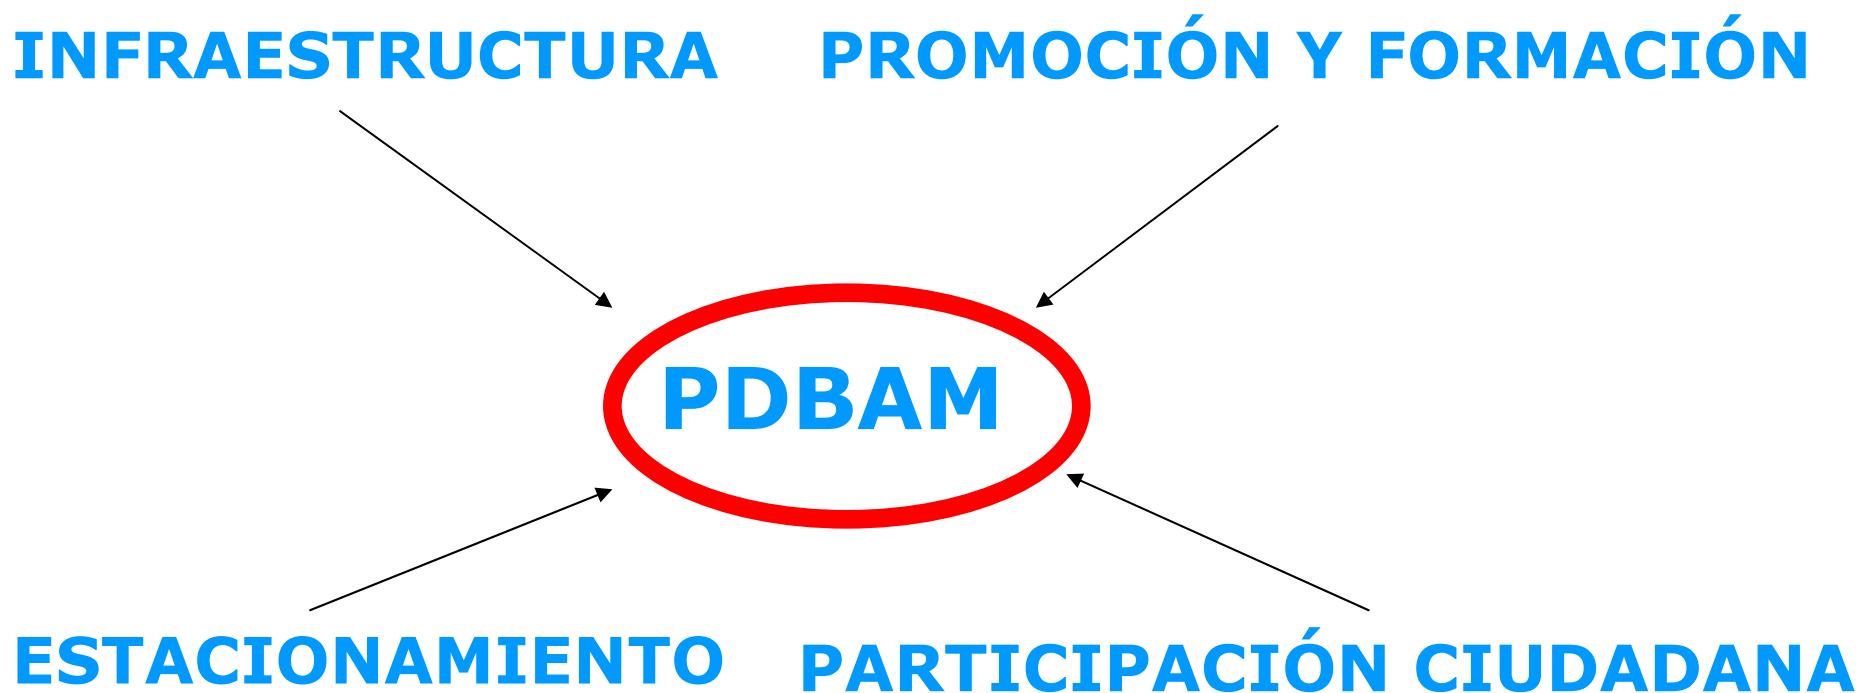 INFRAESTRUCTURA
PROMOCIÓN Y FORMACIÓN
PDBAM
ESTACIONAMIENTO
PARTICIPACIÓN CIUDADANA